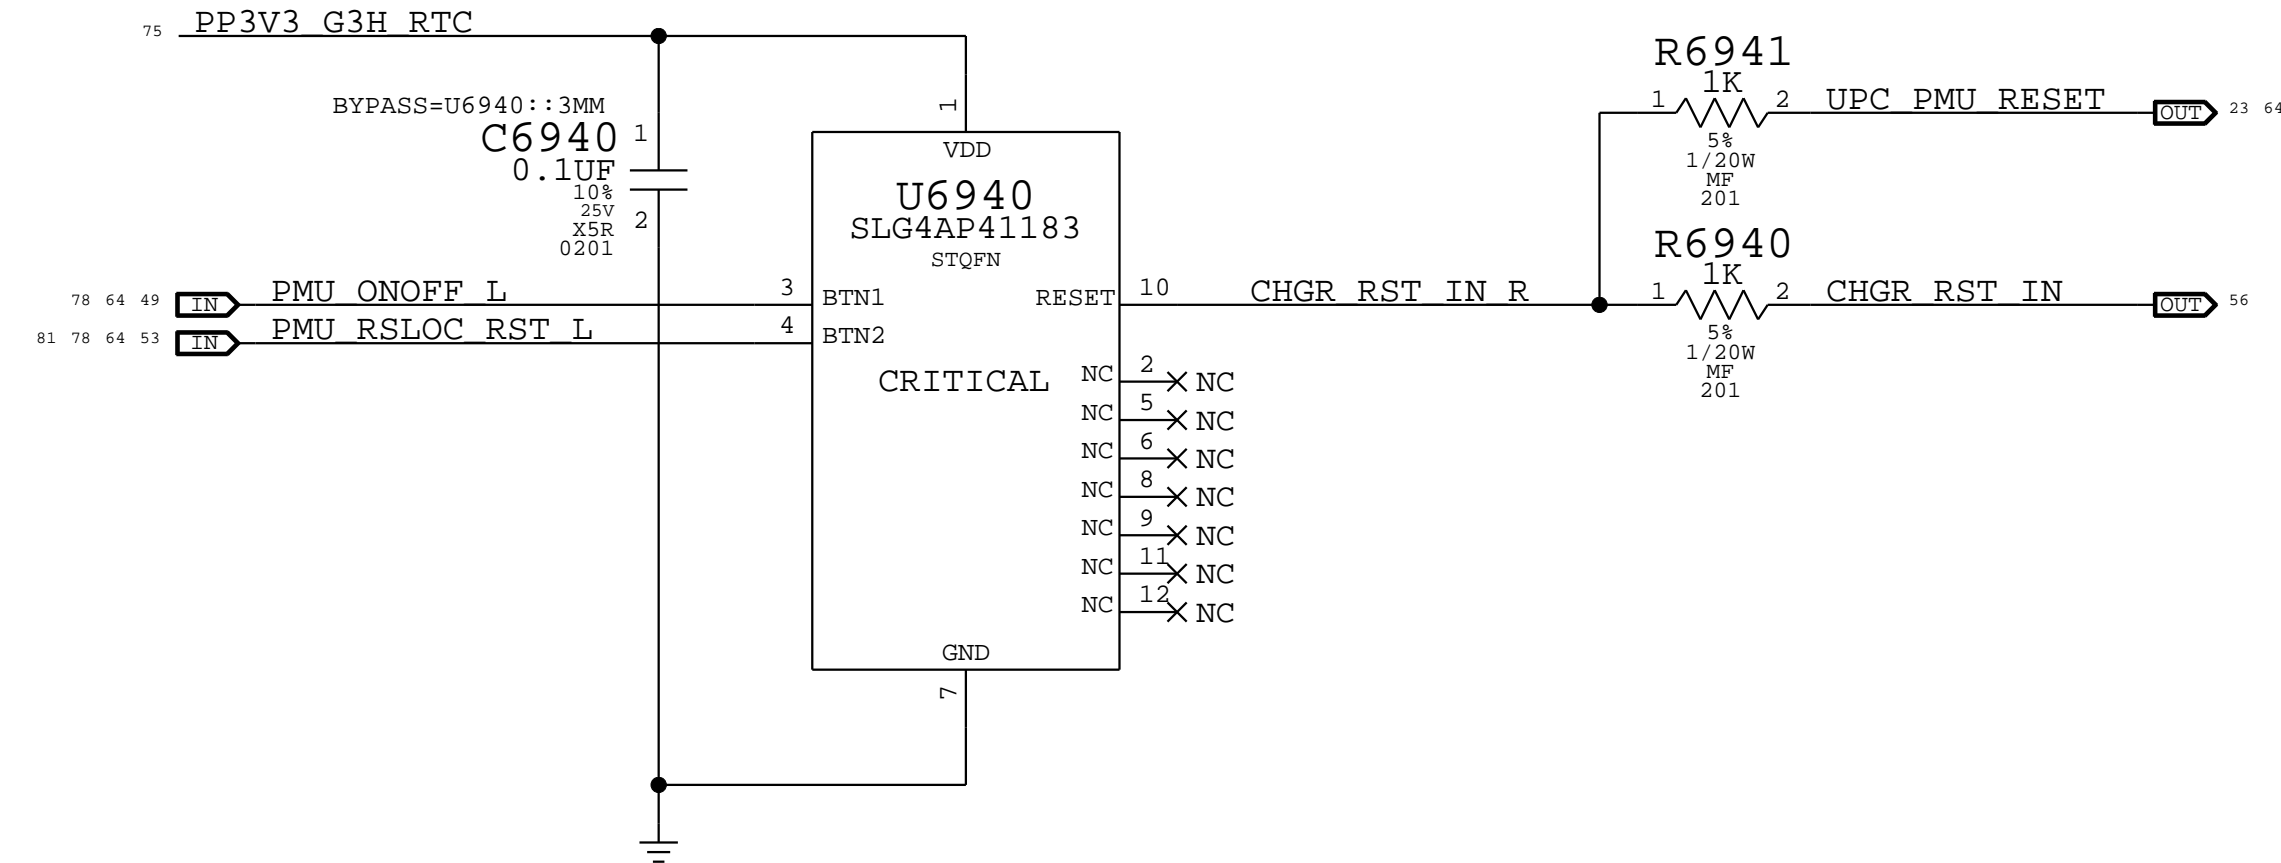 75 PP3V3_G3H_RTC
BYPASS=U6940::3MM
C6940 1
0.1UF
10%
25V
X5R 2
0201
1
VDD
U6940
SLG4AP41183
STQFN
78 64 49 IN PMU_ONOFF_L 3 BTN1
81 78 64 53 IN PMU_RSLOC_RST_L 4 BTN2
RESET 10 CHGR_RST_IN_R
CRITICAL
NC 2 NC
NC 5 NC
NC 6 NC
NC 8 NC
NC 9 NC
NC 11 NC
NC 12 NC
GND
7
R6941
1K
1 2 UPC_PMU_RESET OUT 23 64
5%
1/20W
MF
201
R6940
1K
1 2 CHGR_RST_IN OUT 56
5%
1/20W
MF
201